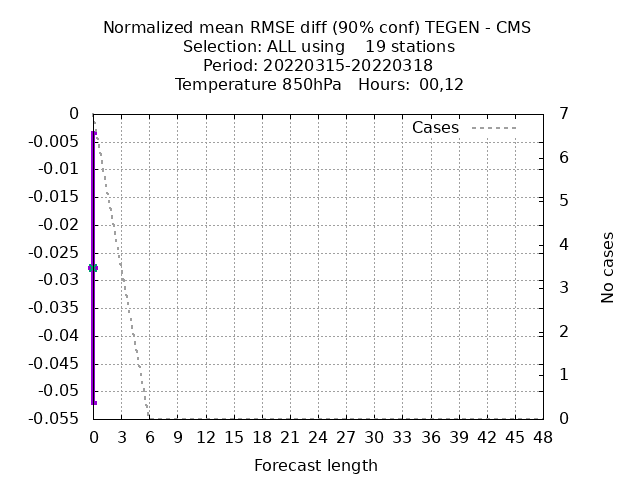 Normalized mean RMSE diff (90% conf) TEGEN - CMS
Selection: ALL using    19 stations
Period: 20220315-20220318
Temperature 850hPa   Hours:  00,12
Cases
0
-0.005
-0.01
-0.015
-0.02
-0.025
-0.03
-0.035
-0.04
-0.045
-0.05
-0.055
7
6
5
4
3
2
1
0
No cases
0 3 6 9 12 15 18 21 24 27 30 33 36 39 42 45 48
Forecast length